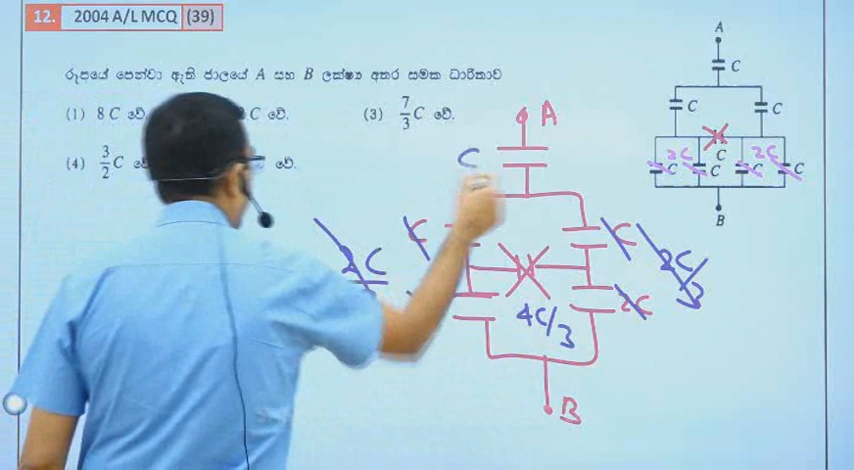 12. 2004 A/L MCQ (39)
රූපයේ පෙන්වා ඇති ජාලයේ A සහ B ලක්ෂ්‍ය අතර සමක ධාරිතාව
(1) 8 C වේ. C වේ. (3) 7/3 C වේ.
(4) 3/2 C වේ.
A
C
C C
2C C 2C
C C C C
B
A
C
C C
2C 2C/3
4C/3 2C
B